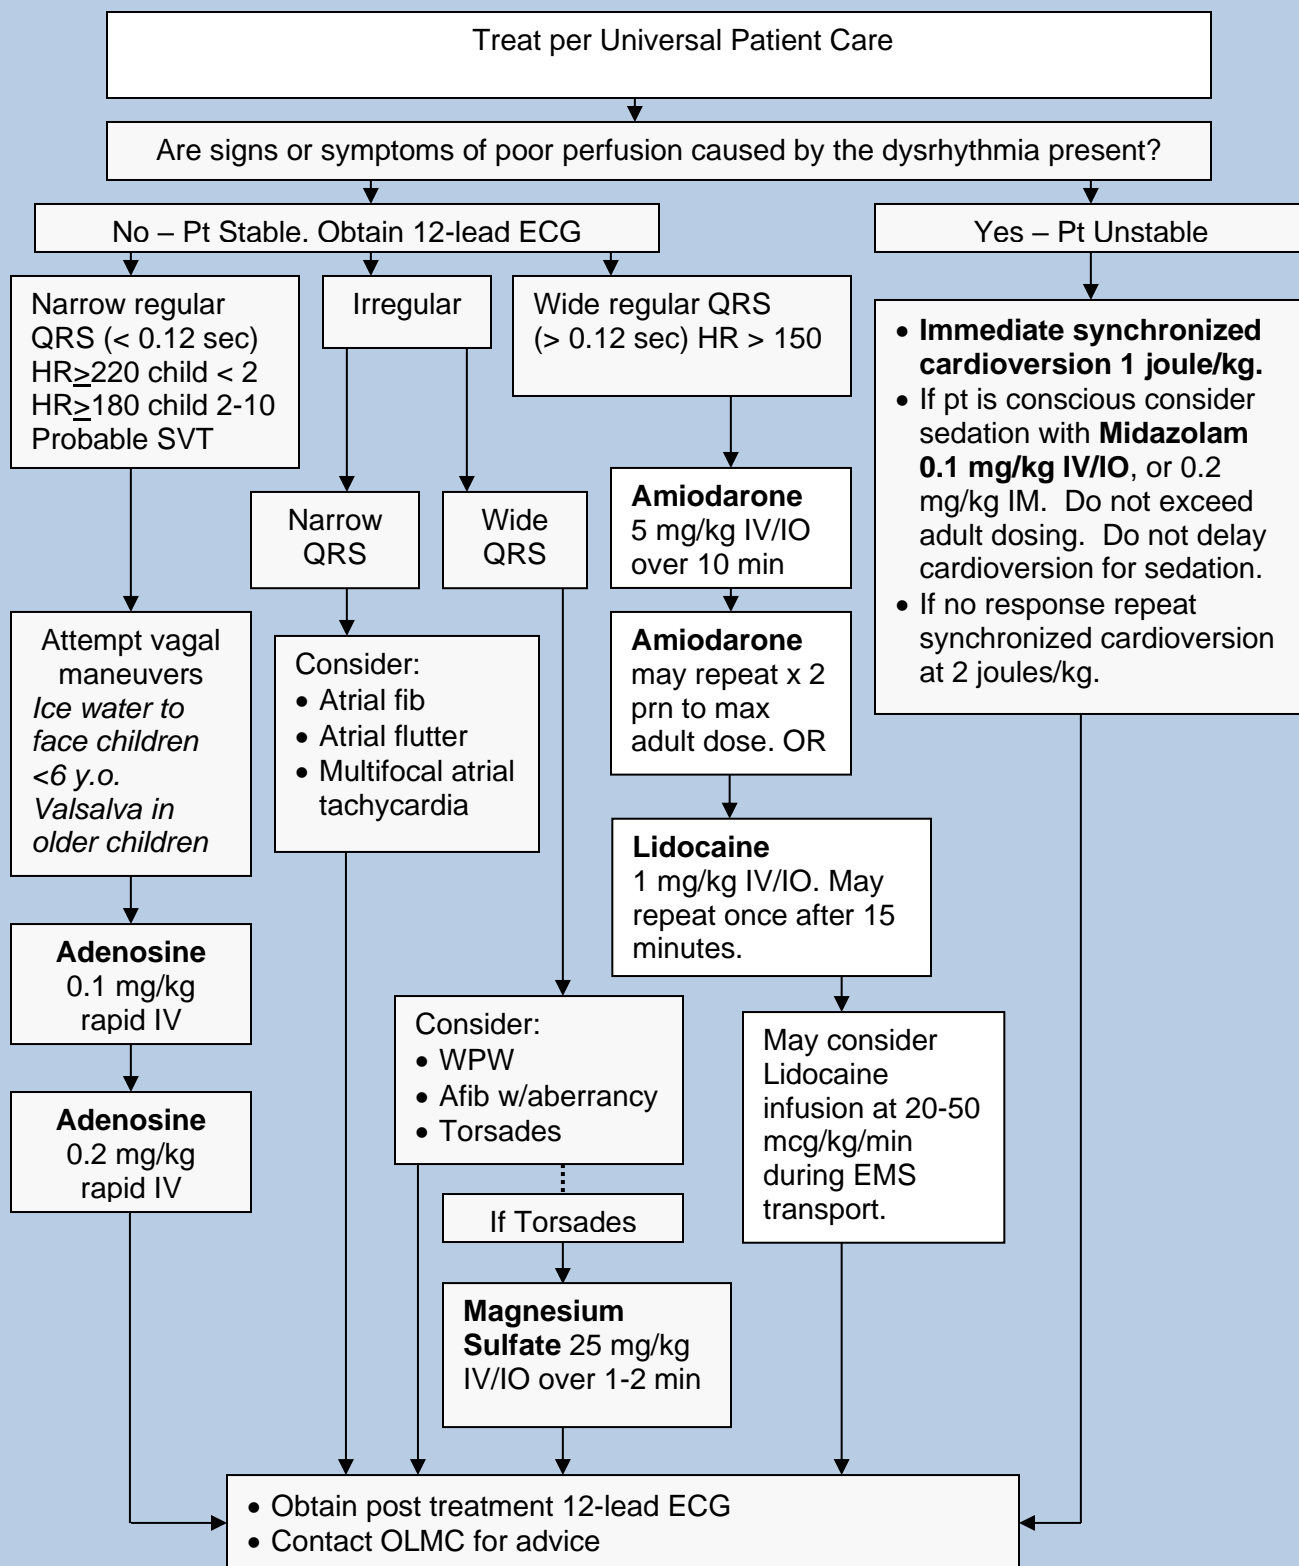 Treat per Universal Patient Care
Are signs or symptoms of poor perfusion caused by the dysrhythmia present?
No – Pt Stable. Obtain 12-lead ECG
Yes – Pt Unstable
Narrow regular
QRS (< 0.12 sec)
HR≥220 child < 2
HR≥180 child 2-10
Probable SVT
Irregular
Wide regular QRS
(> 0.12 sec) HR > 150
• Immediate synchronized
cardioversion 1 joule/kg.
• If pt is conscious consider
sedation with Midazolam
0.1 mg/kg IV/IO, or 0.2
mg/kg IM. Do not exceed
adult dosing. Do not delay
cardioversion for sedation.
• If no response repeat
synchronized cardioversion
at 2 joules/kg.
Narrow
QRS
Wide
QRS
Amiodarone
5 mg/kg IV/IO
over 10 min
Attempt vagal
maneuvers
Ice water to
face children
<6 y.o.
Valsalva in
older children
Consider:
• Atrial fib
• Atrial flutter
• Multifocal atrial
tachycardia
Amiodarone
may repeat x 2
prn to max
adult dose. OR
Lidocaine
1 mg/kg IV/IO. May
repeat once after 15
minutes.
Adenosine
0.1 mg/kg
rapid IV
Consider:
• WPW
• Afib w/aberrancy
• Torsades
May consider
Lidocaine
infusion at 20-50
mcg/kg/min
during EMS
transport.
Adenosine
0.2 mg/kg
rapid IV
If Torsades
Magnesium
Sulfate 25 mg/kg
IV/IO over 1-2 min
• Obtain post treatment 12-lead ECG
• Contact OLMC for advice